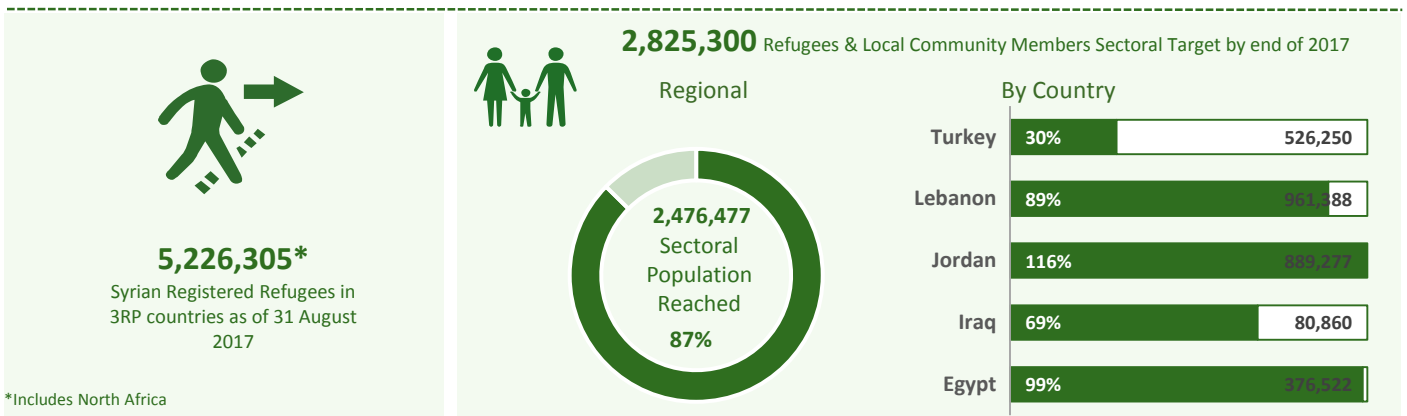 5,226,305*
Syrian Registered Refugees in
3RP countries as of 31 August
2017
*Includes North Africa
2,825,300 Refugees & Local Community Members Sectoral Target by end of 2017
Regional
2,476,477
Sectoral
Population
Reached
87%
By Country
Turkey 30% 526,250
Lebanon 89% 961,388
Jordan 116% 889,277
Iraq 69% 80,860
Egypt 99% 376,522